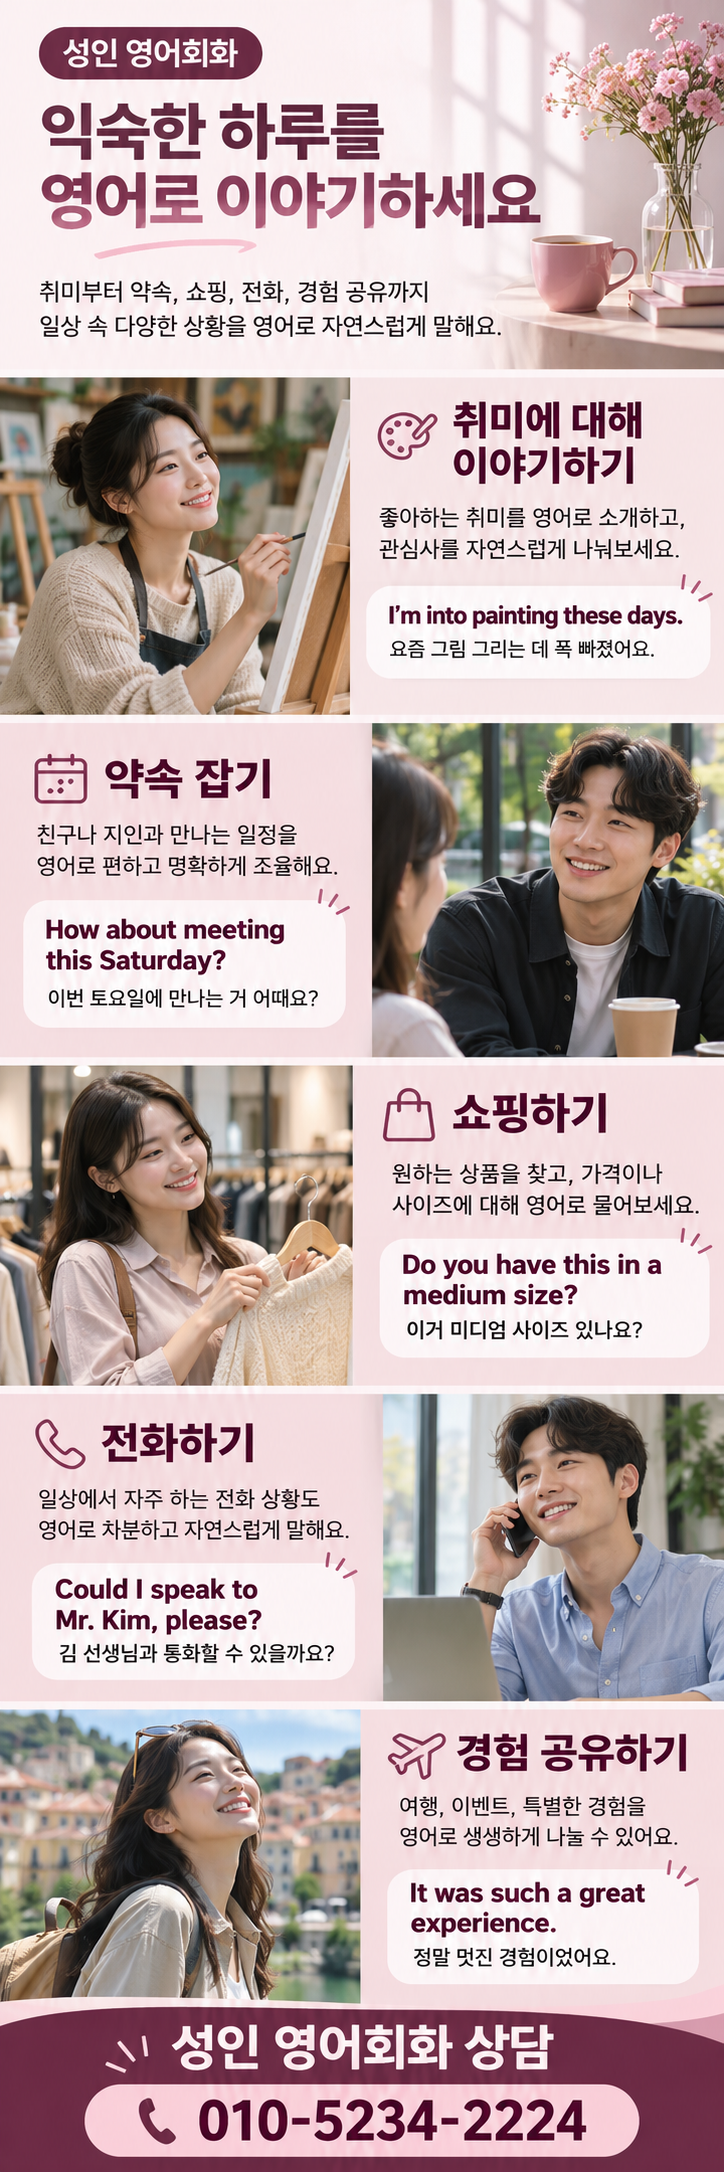 성인 영어회화
익숙한 하루를
영어로 이야기하세요
취미부터 약속, 쇼핑, 전화, 경험 공유까지
일상 속 다양한 상황을 영어로 자연스럽게 말해요.
취미에 대해
이야기하기
좋아하는 취미를 영어로 소개하고,
관심사를 자연스럽게 나눠보세요.
I'm into painting these days.
요즘 그림 그리는 데 푹 빠졌어요.
약속 잡기
친구나 지인과 만나는 일정을
영어로 편하고 명확하게 조율해요.
How about meeting
this Saturday?
이번 토요일에 만나는 거 어때요?
쇼핑하기
원하는 상품을 찾고, 가격이나
사이즈에 대해 영어로 물어보세요.
Do you have this in a
medium size?
이거 미디엄 사이즈 있나요?
전화하기
일상에서 자주 하는 전화 상황도
영어로 차분하고 자연스럽게 말해요.
Could I speak to
Mr. Kim, please?
김 선생님과 통화할 수 있을까요?
경험 공유하기
여행, 이벤트, 특별한 경험을
영어로 생생하게 나눌 수 있어요.
It was such a great
experience.
정말 멋진 경험이었어요.
성인 영어회화 상담
010-5234-2224